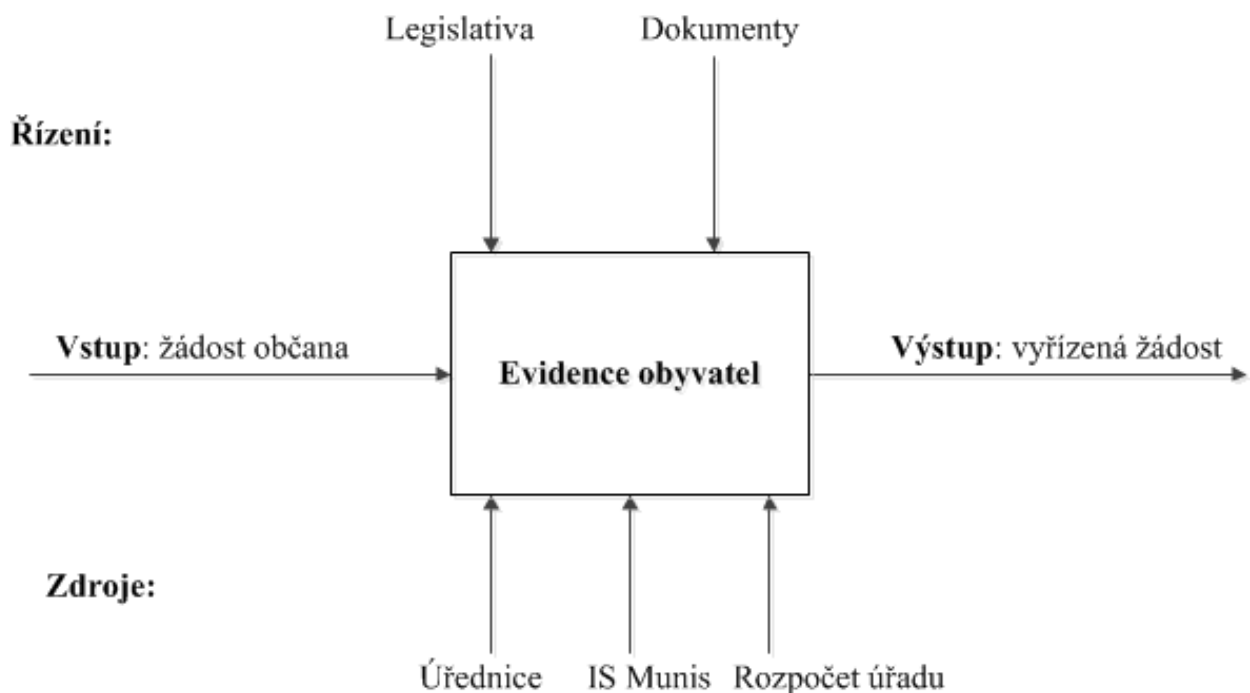 Legislativa Dokumenty
Řízení:
Vstup: žádost občana
Výstup: vyřízená žádost
Evidence obyvatel
Zdroje:
Úřednice IS Munis Rozpočet úřadu